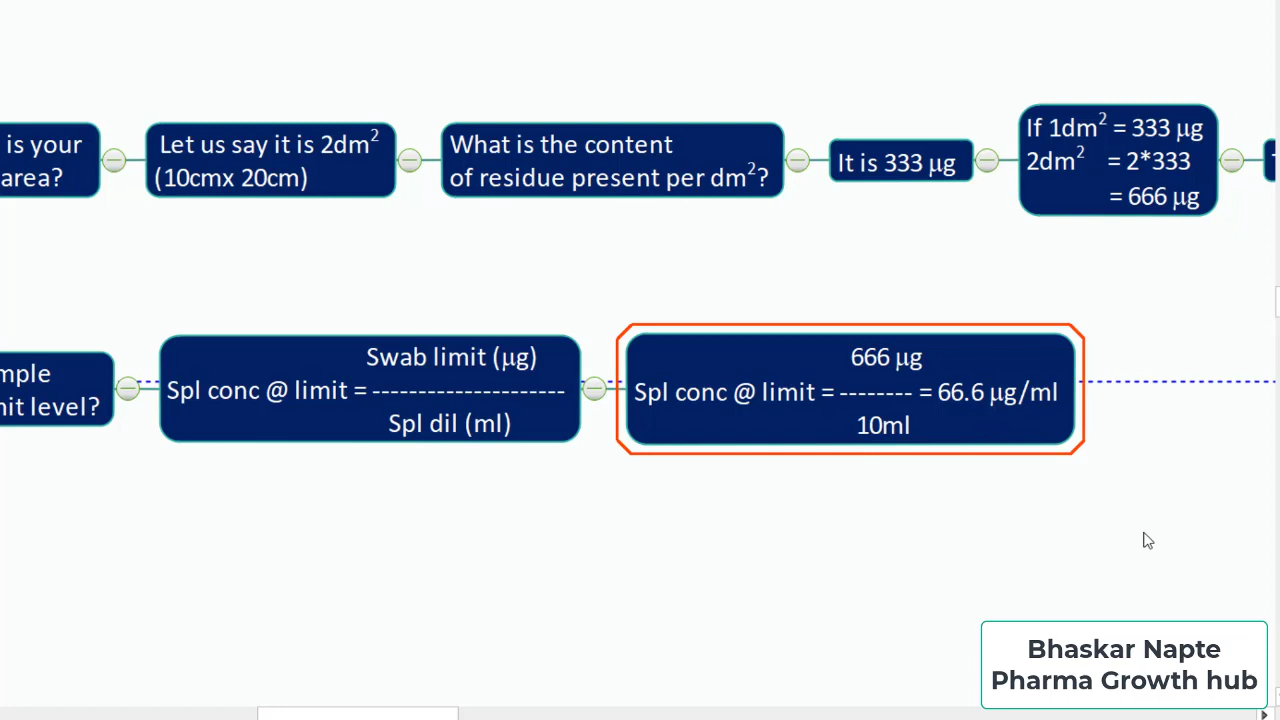 is your
area?
Let us say it is 2dm²
(10cmx 20cm)
What is the content
of residue present per dm²?
It is 333 µg
If 1dm² = 333 µg
2dm² = 2*333
= 666 µg
mple
it level?
Swab limit (µg)
Spl conc @ limit = ---------------------
Spl dil (ml)
666 µg
Spl conc @ limit = -------- = 66.6 µg/ml
10ml
Bhaskar Napte
Pharma Growth hub